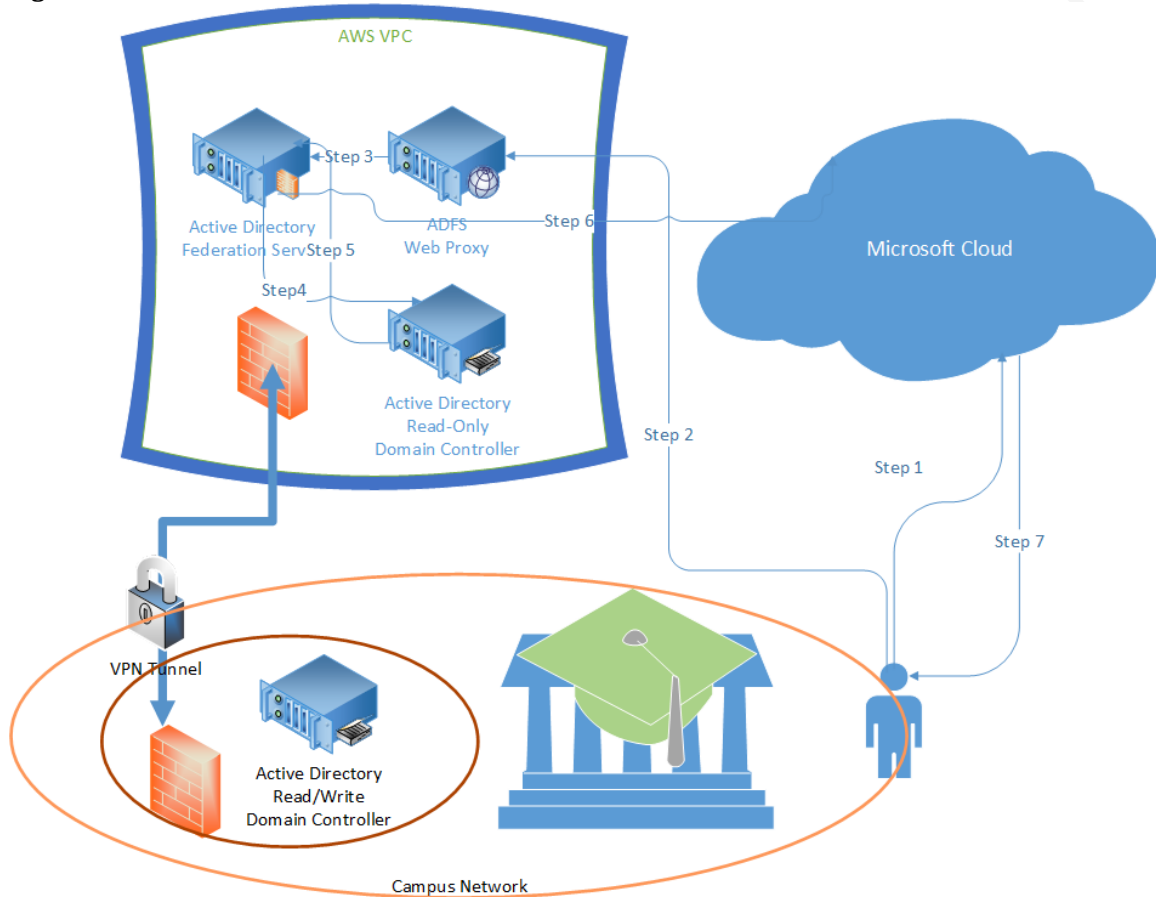 AWS VPC
Step 3
Active Directory
Federation Serv
ADFS
Web Proxy
Step 6
Step 5
Step4
Microsoft Cloud
Active Directory
Read-Only
Domain Controller
Step 2
Step 1
Step 7
VPN Tunnel
Active Directory
Read/Write
Domain Controller
Campus Network